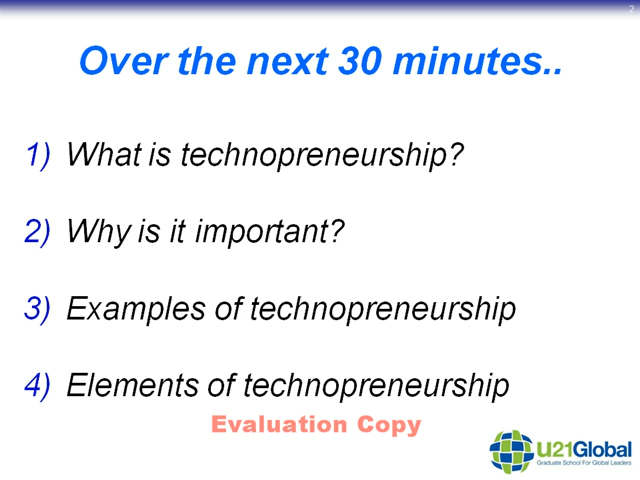 2
Over the next 30 minutes..
1) What is technopreneurship?
2) Why is it important?
3) Examples of technopreneurship
4) Elements of technopreneurship
Evaluation Copy
U21Global
Graduate School For Global Leaders